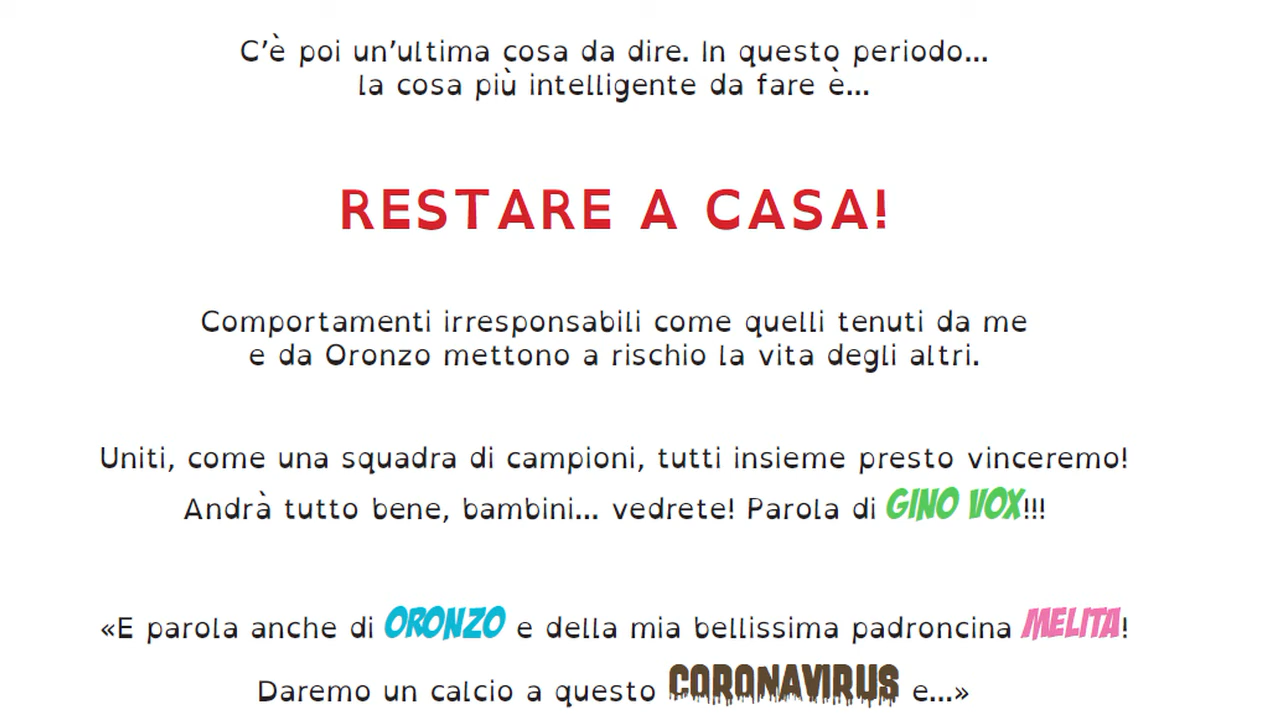 C’è poi un’ultima cosa da dire. In questo periodo...
la cosa più intelligente da fare è...
RESTARE A CASA!
Comportamenti irresponsabili come quelli tenuti da me
e da Oronzo mettono a rischio la vita degli altri.
Uniti, come una squadra di campioni, tutti insieme presto vinceremo!
Andrà tutto bene, bambini... vedrete! Parola di GINO VOX!!!
«E parola anche di ORONZO e della mia bellissima padroncina MELITA!
Daremo un calcio a questo CORONAVIRUS e...»